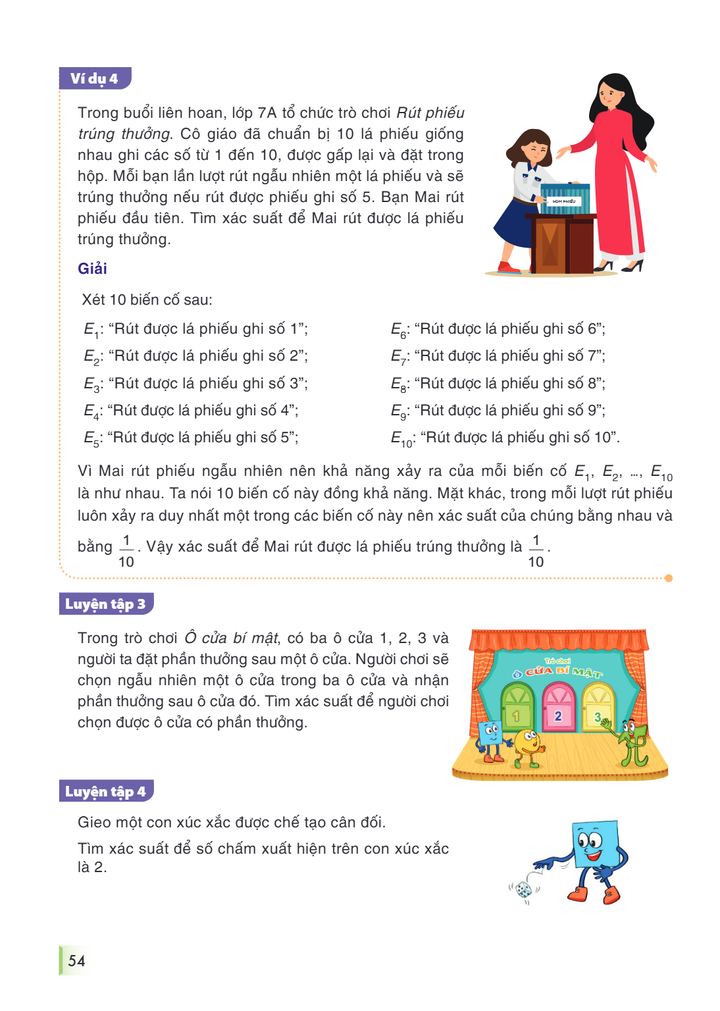 Ví dụ 4
Trong buổi liên hoan, lớp 7A tổ chức trò chơi Rút phiếu
trúng thưởng. Cô giáo đã chuẩn bị 10 lá phiếu giống
nhau ghi các số từ 1 đến 10, được gấp lại và đặt trong
hộp. Mỗi bạn lần lượt rút ngẫu nhiên một lá phiếu và sẽ
trúng thưởng nếu rút được phiếu ghi số 5. Bạn Mai rút
phiếu đầu tiên. Tìm xác suất để Mai rút được lá phiếu
trúng thưởng.
HÒM PHIẾU
Giải
Xét 10 biến cố sau:
E1: “Rút được lá phiếu ghi số 1”;
E2: “Rút được lá phiếu ghi số 2”;
E3: “Rút được lá phiếu ghi số 3”;
E4: “Rút được lá phiếu ghi số 4”;
E5: “Rút được lá phiếu ghi số 5”;
E6: “Rút được lá phiếu ghi số 6”;
E7: “Rút được lá phiếu ghi số 7”;
E8: “Rút được lá phiếu ghi số 8”;
E9: “Rút được lá phiếu ghi số 9”;
E10: “Rút được lá phiếu ghi số 10”.
Vì Mai rút phiếu ngẫu nhiên nên khả năng xảy ra của mỗi biến cố E1, E2, ..., E10
là như nhau. Ta nói 10 biến cố này đồng khả năng. Mặt khác, trong mỗi lượt rút phiếu
luôn xảy ra duy nhất một trong các biến cố này nên xác suất của chúng bằng nhau và
bằng 1/10. Vậy xác suất để Mai rút được lá phiếu trúng thưởng là 1/10.
Luyện tập 3
Trong trò chơi Ô cửa bí mật, có ba ô cửa 1, 2, 3 và
người ta đặt phần thưởng sau một ô cửa. Người chơi sẽ
chọn ngẫu nhiên một ô cửa trong ba ô cửa và nhận
phần thưởng sau ô cửa đó. Tìm xác suất để người chơi
chọn được ô cửa có phần thưởng.
Trò chơi
Ô CỬA BÍ MẬT
1 2 3
Luyện tập 4
Gieo một con xúc xắc được chế tạo cân đối.
Tìm xác suất để số chấm xuất hiện trên con xúc xắc
là 2.
54